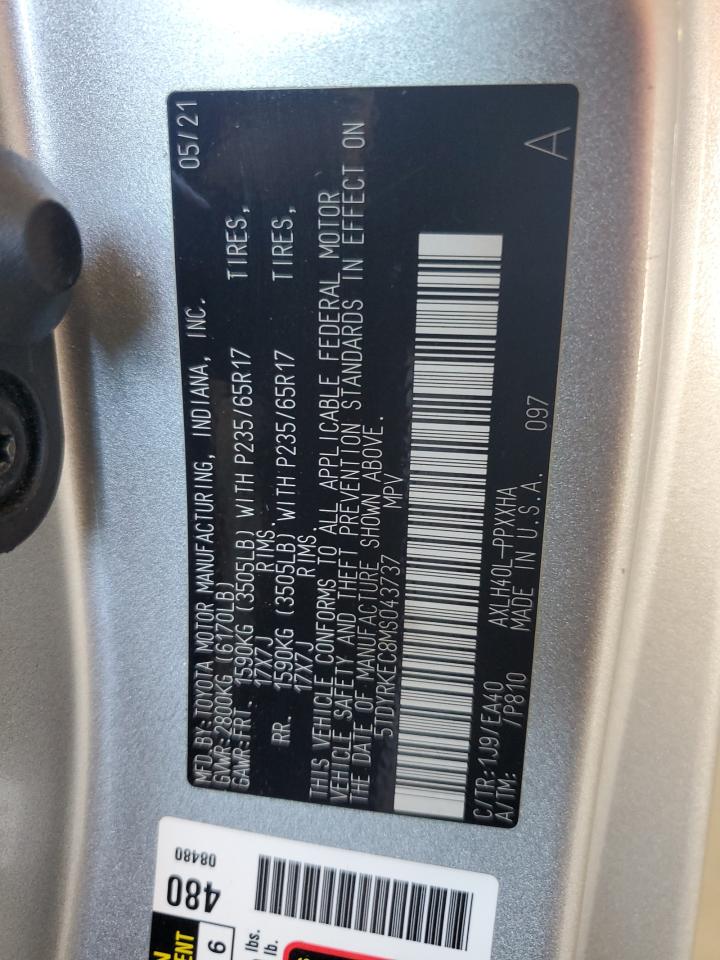 05/21
MFD. BY: TOYOTA MOTOR MANUFACTURING, INDIANA, INC.
GVWR: 2800KG (6170LB)
GAWR: FRT. 1590KG (3505LB) WITH P235/65R17 TIRES,
17X7J RIMS.
RR. 1590KG (3505LB) WITH P235/65R17 TIRES,
17X7J RIMS.
THIS VEHICLE CONFORMS TO ALL APPLICABLE FEDERAL MOTOR
VEHICLE SAFETY AND THEFT PREVENTION STANDARDS IN EFFECT ON
THE DATE OF MANUFACTURE SHOWN ABOVE.
5TDYRKEC8MS043737 MPV
C/TR: 1J9/EA40 AXLH40L-PPXXHA
A/TM: /P810 MADE IN U.S.A. 097
A
480
08480
6
lbs.
lb.